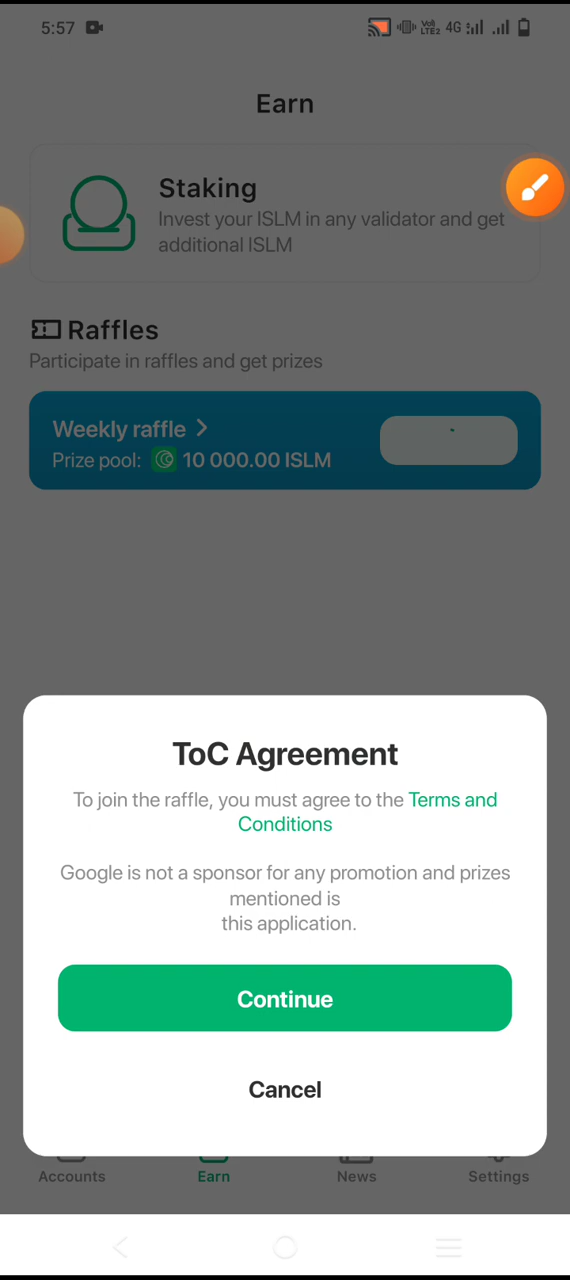 5:57
Vo)
LTE2
4G
Earn
Staking
Invest your ISLM in any validator and get
additional ISLM
Raffles
Participate in raffles and get prizes
Weekly raffle
Prize pool: 10 000.00 ISLM
ToC Agreement
To join the raffle, you must agree to the Terms and
Conditions
Google is not a sponsor for any promotion and prizes
mentioned is
this application.
Continue
Cancel
Accounts
Earn
News
Settings